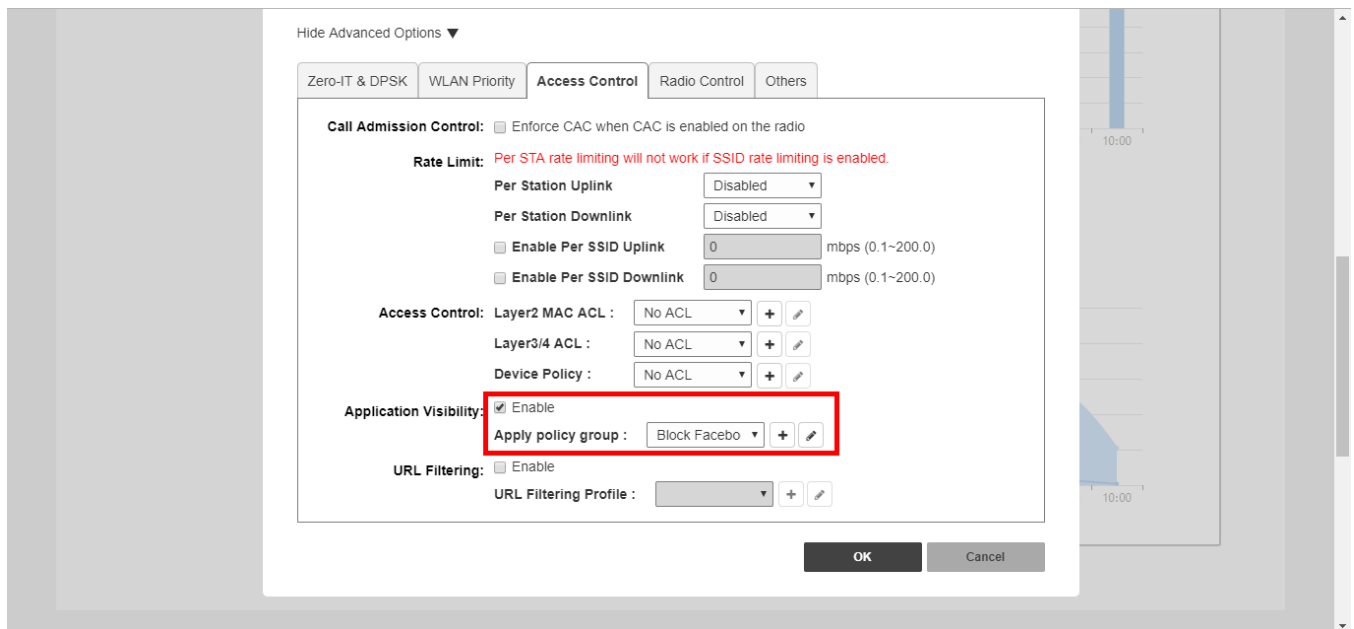 Hide Advanced Options ▼
Zero-IT & DPSK WLAN Priority Access Control Radio Control Others
Call Admission Control: Enforce CAC when CAC is enabled on the radio
Rate Limit: Per STA rate limiting will not work if SSID rate limiting is enabled.
Per Station Uplink Disabled
Per Station Downlink Disabled
Enable Per SSID Uplink 0 mbps (0.1~200.0)
Enable Per SSID Downlink 0 mbps (0.1~200.0)
Access Control: Layer2 MAC ACL : No ACL
Layer3/4 ACL : No ACL
Device Policy : No ACL
Application Visibility: Enable
Apply policy group : Block Facebo
URL Filtering: Enable
URL Filtering Profile :
OK Cancel
10:00
10:00